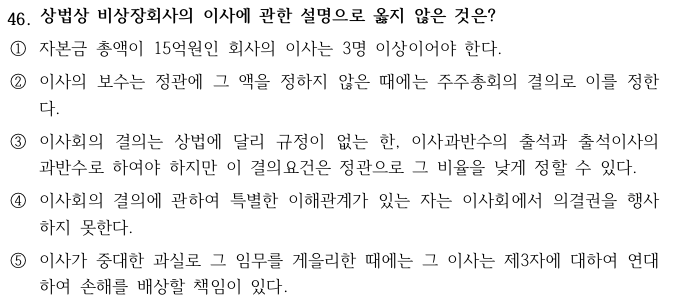 46. 상법상 비상장회사의 이사에 관한 설명으로 옳지 않은 것은?
① 자본금 총액이 15억원인 회사의 이사는 3명 이상이어야 한다.
② 이사의 보수는 정관에 그 액을 정하지 않은 때에는 주주총회의 결의로 이를 정한
다.
③ 이사회의 결의는 상법에 달리 규정이 없는 한, 이사과반수의 출석과 출석이사의
과반수로 하여야 하지만 이 결의요건은 정관으로 그 비율을 낮게 정할 수 있다.
④ 이사회의 결의에 관하여 특별한 이해관계가 있는 자는 이사회에서 의결권을 행사
하지 못한다.
⑤ 이사가 중대한 과실로 그 임무를 게을리한 때에는 그 이사는 제3자에 대하여 연대
하여 손해를 배상할 책임이 있다.